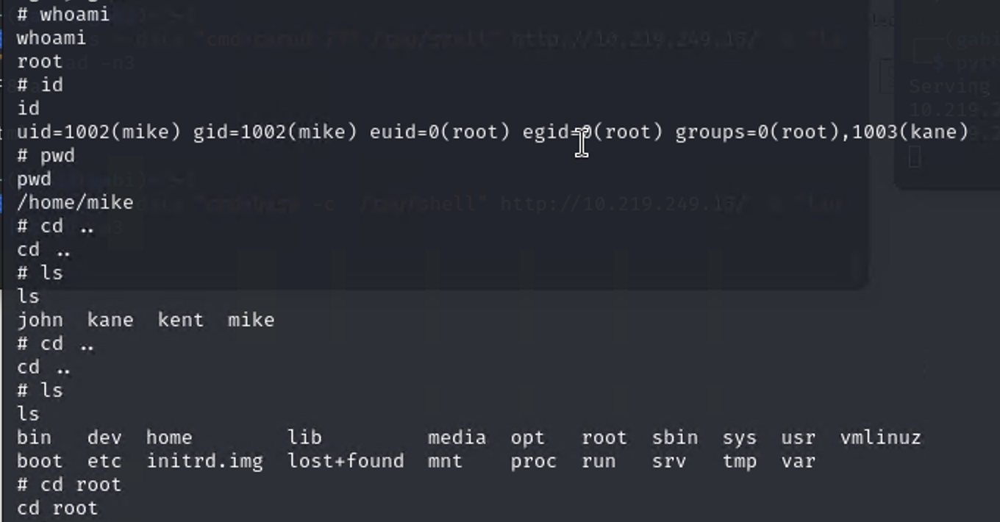 # whoami
whoami
root
# id
id
uid=1002(mike) gid=1002(mike) euid=0(root) egid=0(root) groups=0(root),1003(kane)
# pwd
pwd
/home/mike
# cd ..
cd ..
# ls
ls
john  kane  kent  mike
# cd ..
cd ..
# ls
ls
bin   dev  home        lib         media  opt   root  sbin  sys  usr  vmlinuz
boot  etc  initrd.img  lost+found  mnt    proc  run   srv   tmp  var
# cd root
cd root
Serving